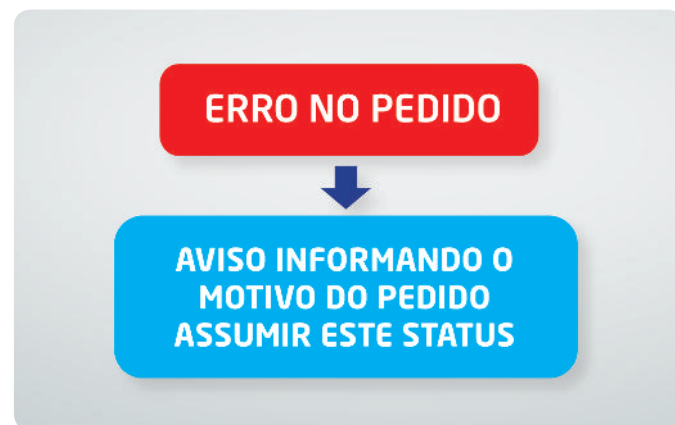 ERRO NO PEDIDO
AVISO INFORMANDO O
MOTIVO DO PEDIDO
ASSUMIR ESTE STATUS